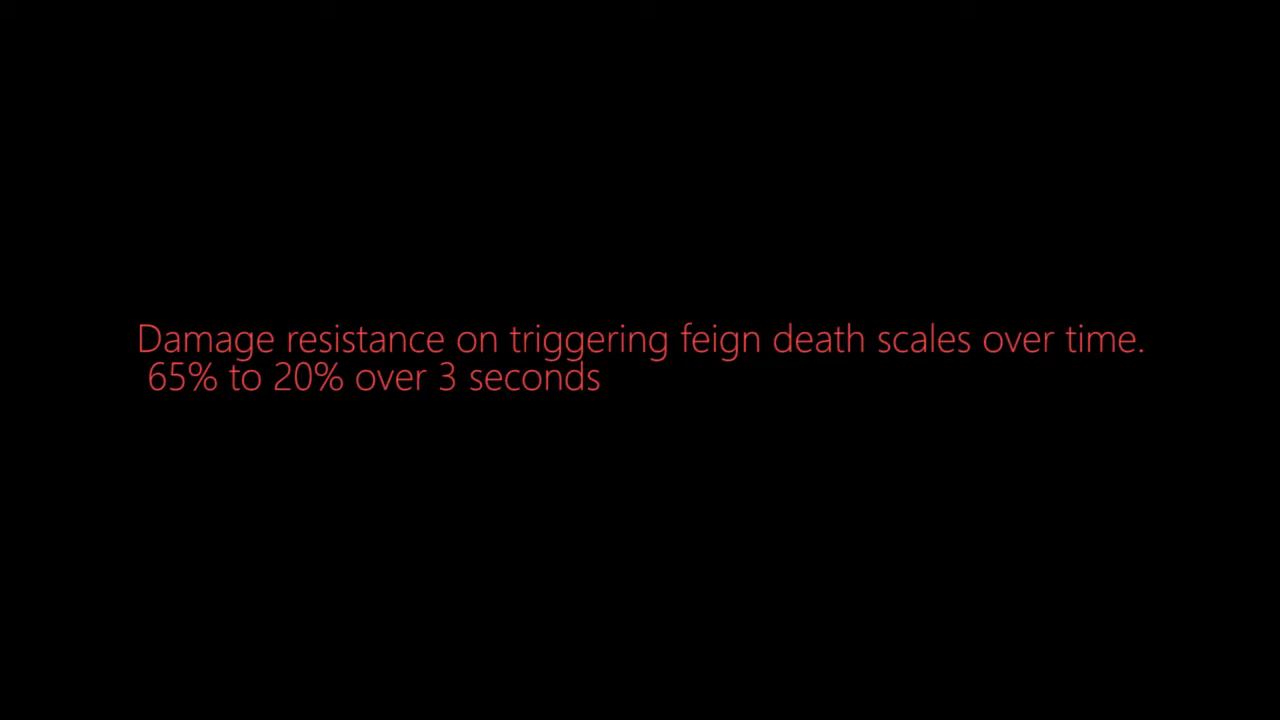 Damage resistance on triggering feign death scales over time.
65% to 20% over 3 seconds